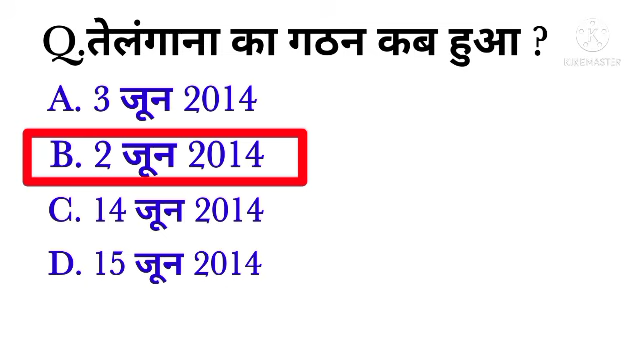 Q.तेलंगाना का गठन कब हुआ ?
KINEMASTER
A. 3 जून 2014
B. 2 जून 2014
C. 14 जून 2014
D. 15 जून 2014